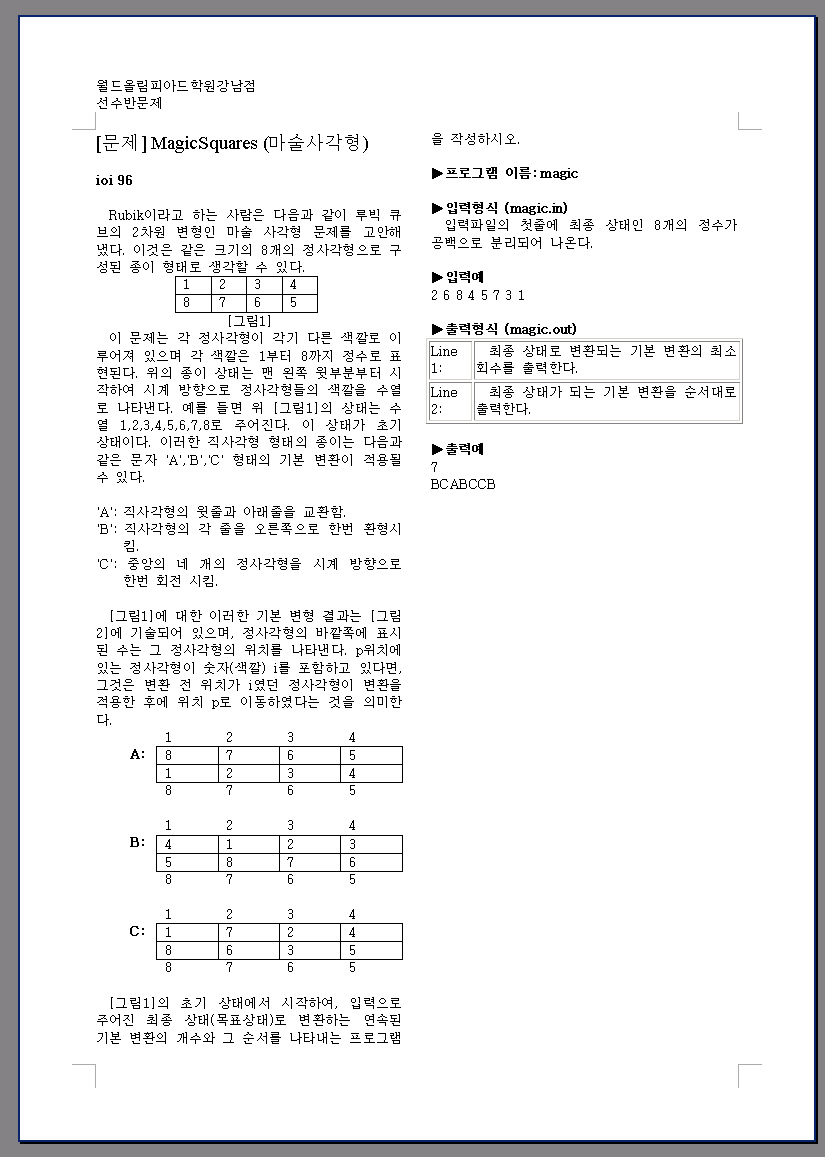 월드올림피아드학원강남점
선수반문제
[문제] MagicSquares (마술사각형)
ioi 96
Rubik이라고 하는 사람은 다음과 같이 루빅 큐
브의 2차원 변형인 마술 사각형 문제를 고안해
냈다. 이것은 같은 크기의 8개의 정사각형으로 구
성된 종이 형태로 생각할 수 있다.
1 2 3 4
8 7 6 5
[그림1]
이 문제는 각 정사각형이 각기 다른 색깔로 이
루어져 있으며 각 색깔은 1부터 8까지 정수로 표
현된다. 위의 종이 상태는 맨 왼쪽 윗부분부터 시
작하여 시계 방향으로 정사각형들의 색깔을 수열
로 나타낸다. 예를 들면 위 [그림1]의 상태는 수
열 1,2,3,4,5,6,7,8로 주어진다. 이 상태가 초기
상태이다. 이러한 직사각형 형태의 종이는 다음과
같은 문자 'A','B','C' 형태의 기본 변환이 적용될
수 있다.
'A': 직사각형의 윗줄과 아래줄을 교환함.
'B': 직사각형의 각 줄을 오른쪽으로 한번 환형시
킴.
'C': 중앙의 네 개의 정사각형을 시계 방향으로
한번 회전 시킴.
[그림1]에 대한 이러한 기본 변형 결과는 [그림
2]에 기술되어 있으며, 정사각형의 바깥쪽에 표시
된 수는 그 정사각형의 위치를 나타낸다. p위치에
있는 정사각형이 숫자(색깔) i를 포함하고 있다면,
그것은 변환 전 위치가 i였던 정사각형이 변환을
적용한 후에 위치 p로 이동하였다는 것을 의미한
다.
1 2 3 4
A: 8 7 6 5
1 2 3 4
8 7 6 5
1 2 3 4
B: 4 1 2 3
5 8 7 6
8 7 6 5
1 2 3 4
C: 1 7 2 4
8 6 3 5
8 7 6 5
[그림1]의 초기 상태에서 시작하여, 입력으로
주어진 최종 상태(목표상태)로 변환하는 연속된
기본 변환의 개수와 그 순서를 나타내는 프로그램
을 작성하시오.
▶프로그램 이름: magic
▶입력형식 (magic.in)
입력파일의 첫줄에 최종 상태인 8개의 정수가
공백으로 분리되어 나온다.
▶입력예
2 6 8 4 5 7 3 1
▶출력형식 (magic.out)
Line 최종 상태로 변환되는 기본 변환의 최소
1: 회수를 출력한다.
Line 최종 상태가 되는 기본 변환을 순서대로
2: 출력한다.
▶출력예
7
BCABCCB